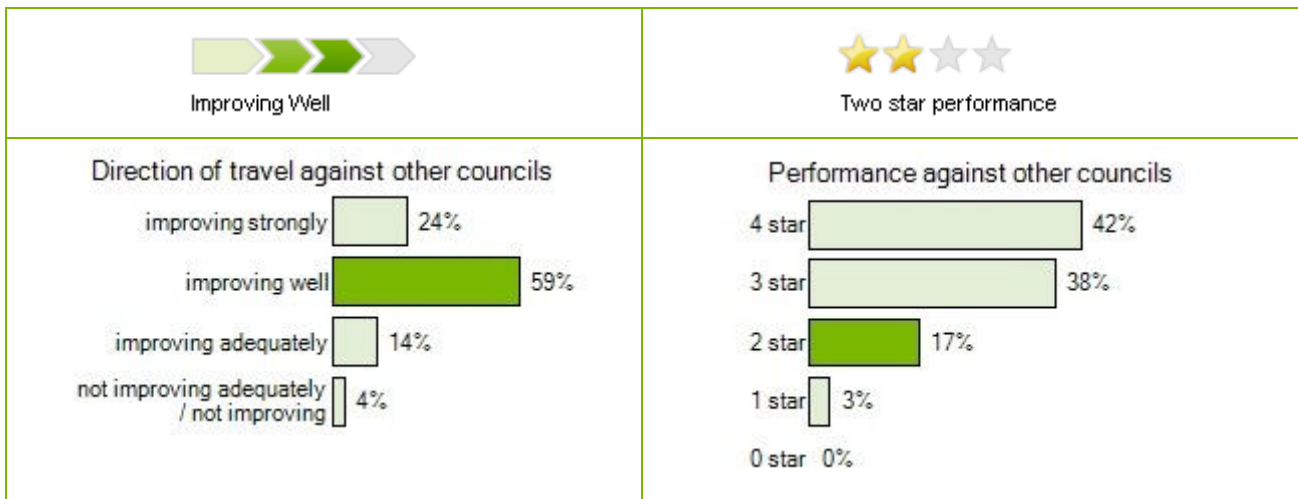 Improving Well
Two star performance
Direction of travel against other councils
improving strongly 24%
improving well 59%
improving adequately 14%
not improving adequately
/ not improving 4%
Performance against other councils
4 star 42%
3 star 38%
2 star 17%
1 star 3%
0 star 0%